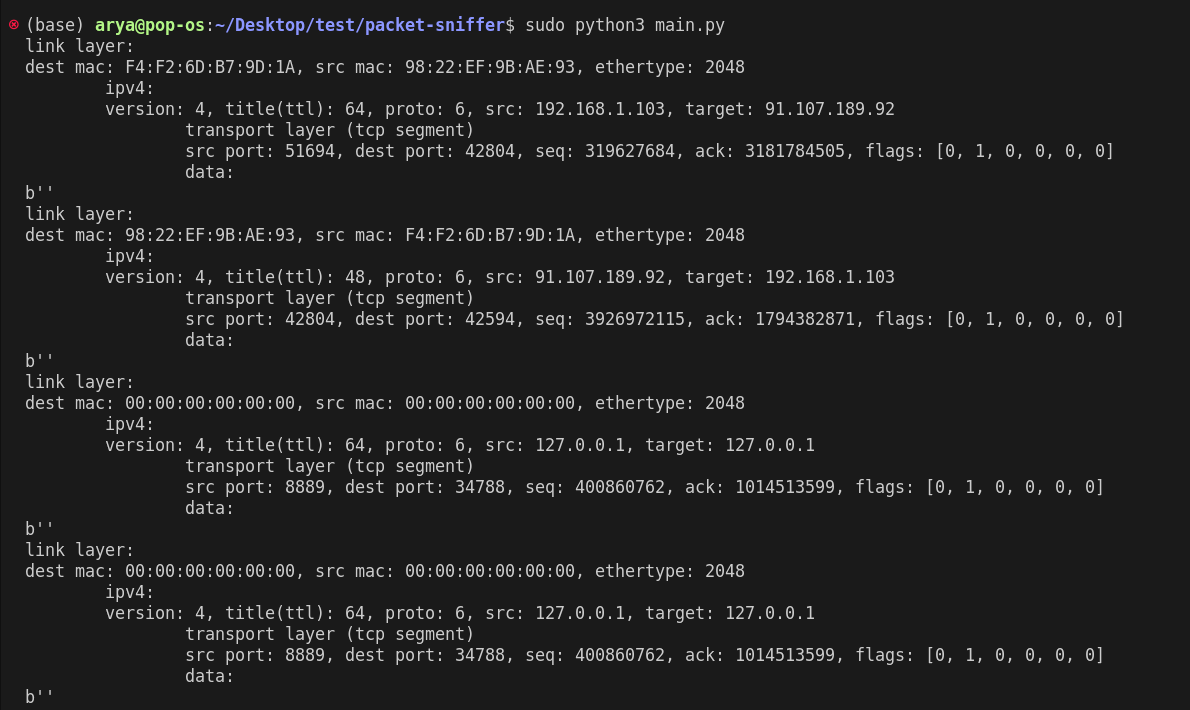 (base) arya@pop-os:~/Desktop/test/packet-sniffer$ sudo python3 main.py
link layer:
dest mac: F4:F2:6D:B7:9D:1A, src mac: 98:22:EF:9B:AE:93, ethertype: 2048
ipv4:
version: 4, title(ttl): 64, proto: 6, src: 192.168.1.103, target: 91.107.189.92
transport layer (tcp segment)
src port: 51694, dest port: 42804, seq: 319627684, ack: 3181784505, flags: [0, 1, 0, 0, 0, 0]
data:
b''
link layer:
dest mac: 98:22:EF:9B:AE:93, src mac: F4:F2:6D:B7:9D:1A, ethertype: 2048
ipv4:
version: 4, title(ttl): 48, proto: 6, src: 91.107.189.92, target: 192.168.1.103
transport layer (tcp segment)
src port: 42804, dest port: 42594, seq: 3926972115, ack: 1794382871, flags: [0, 1, 0, 0, 0, 0]
data:
b''
link layer:
dest mac: 00:00:00:00:00:00, src mac: 00:00:00:00:00:00, ethertype: 2048
ipv4:
version: 4, title(ttl): 64, proto: 6, src: 127.0.0.1, target: 127.0.0.1
transport layer (tcp segment)
src port: 8889, dest port: 34788, seq: 400860762, ack: 1014513599, flags: [0, 1, 0, 0, 0, 0]
data:
b''
link layer:
dest mac: 00:00:00:00:00:00, src mac: 00:00:00:00:00:00, ethertype: 2048
ipv4:
version: 4, title(ttl): 64, proto: 6, src: 127.0.0.1, target: 127.0.0.1
transport layer (tcp segment)
src port: 8889, dest port: 34788, seq: 400860762, ack: 1014513599, flags: [0, 1, 0, 0, 0, 0]
data:
b''